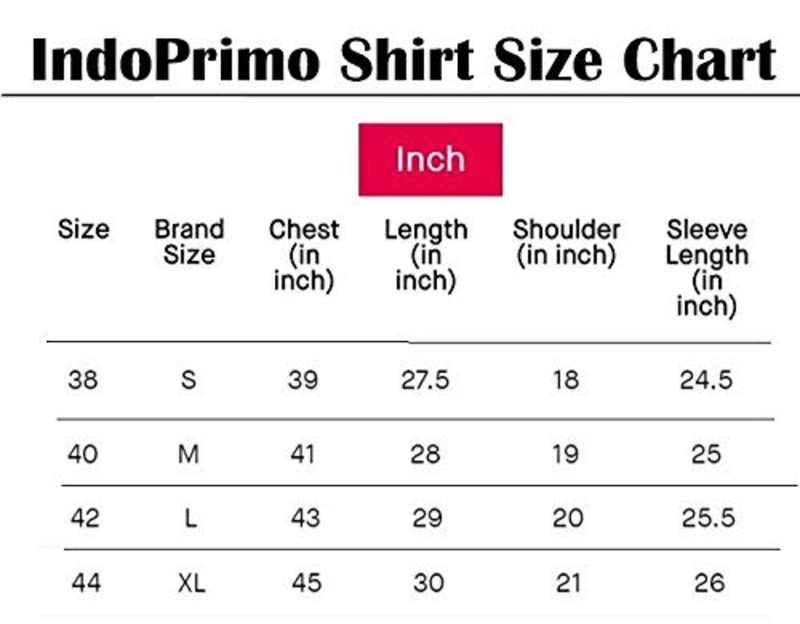 IndoPrimo Shirt Size Chart
Inch
Size Brand Size Chest (in inch) Length (in inch) Shoulder (in inch) Sleeve Length (in inch)
38 S 39 27.5 18 24.5
40 M 41 28 19 25
42 L 43 29 20 25.5
44 XL 45 30 21 26